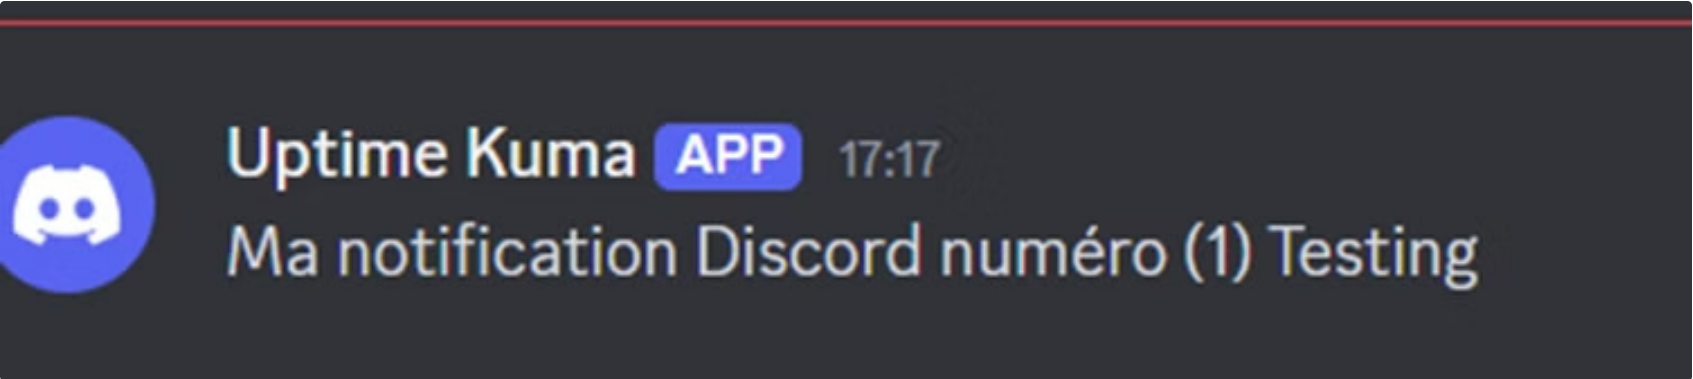 Uptime Kuma APP 17:17
Ma notification Discord numéro (1) Testing